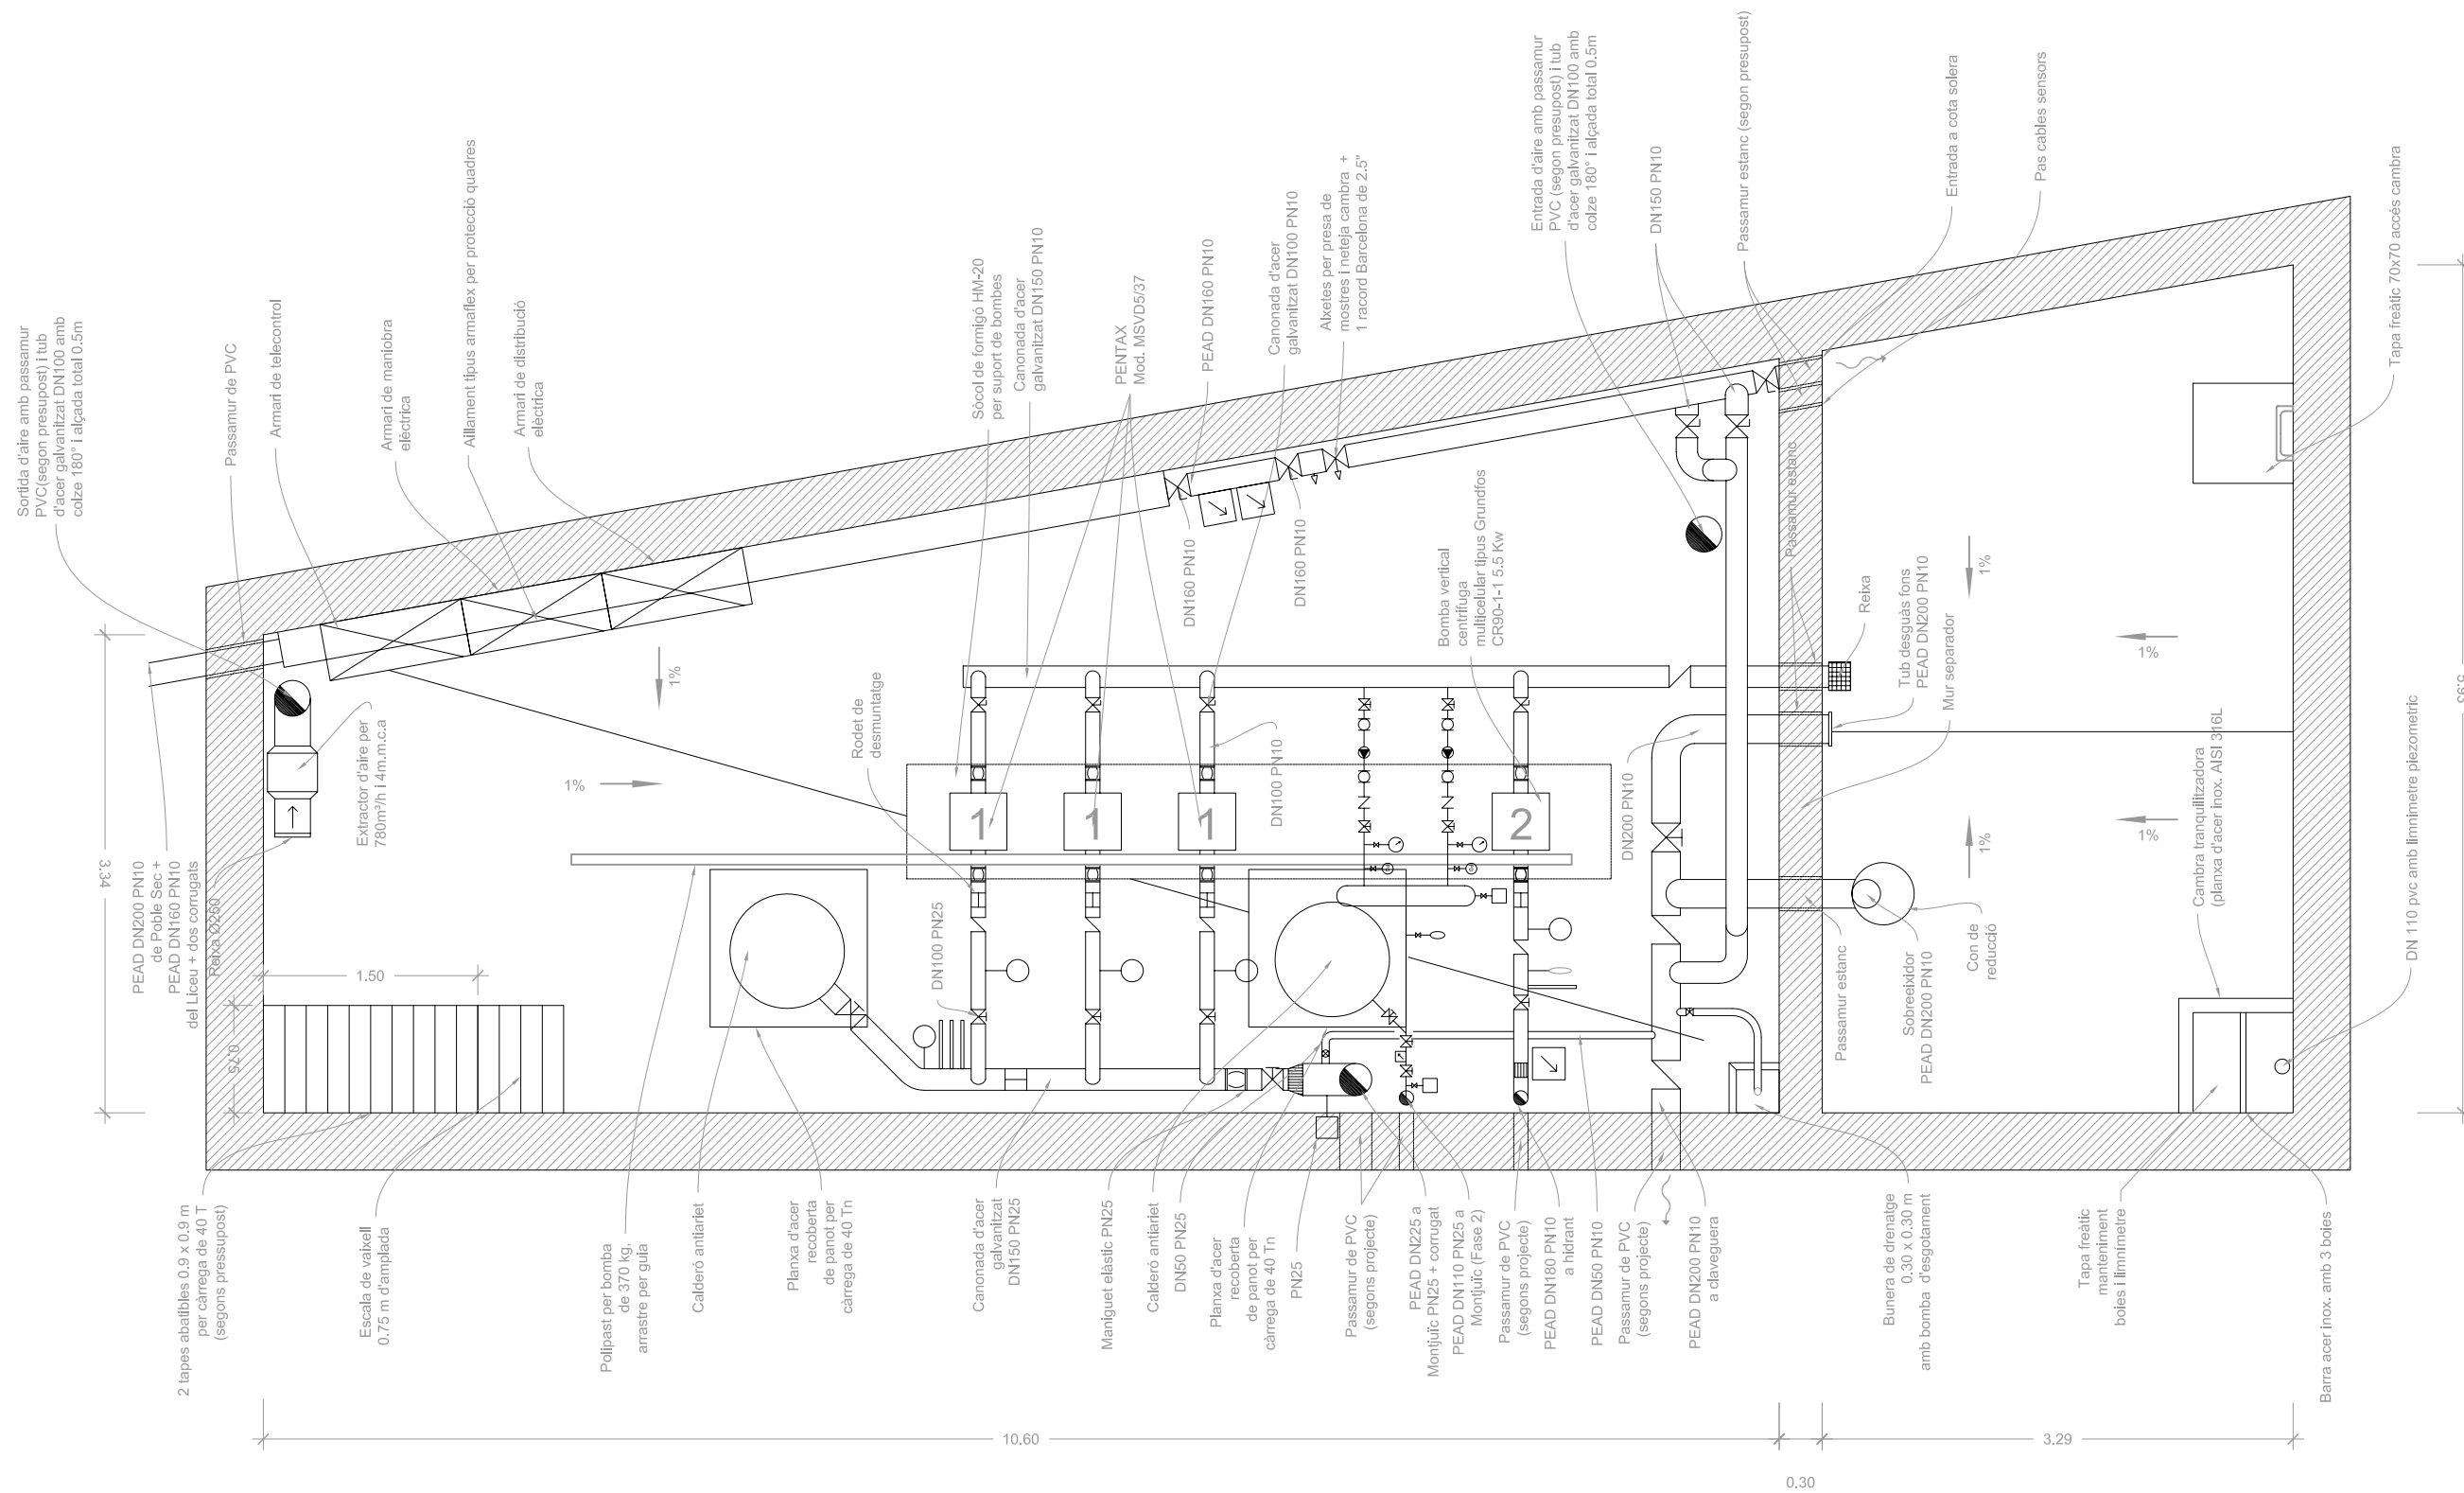 Sortida d'aire amb passamur
PVC(segon presupost) i tub
d'acer galvanitzat DN100 amb
colze 180° i alçada total 0.5m
Passamur de PVC
Armari de telecontrol
Armari de maniobra
elèctrica
Aillament tipus armaflex per protecció quadres
Armari de distribució
elèctrica
Sòcol de formigó HM-20
per suport de bombes
Canonada d'acer
galvanitzat DN150 PN10
PENTAX
Mod. MSVD5/37
PEAD DN160 PN10
Canonada d'acer
galvanitzat DN100 PN10
Aixetes per presa de
mostres i neteja cambra +
1 racord Barcelona de 2.5"
Entrada d'aire amb passamur
PVC (segon presupost) i tub
d'acer galvanitzat DN100 amb
colze 180° i alçada total 0.5m
DN150 PN10
Passamur estanc (segon presupost)
Entrada a cota solera
Pas cables sensors
Tapa freàtic 70x70 accés cambra
DN160 PN10
DN160 PN10
Bomba vertical
centrifuga
multicelular tipus Grundfos
CR90-1-1 5.5 Kw
Passamur estanc
1%
Reixa
Tub desguàs fons
PEAD DN200 PN10
Mur separador
1%
1%
1%
1%
1%
3.34
5.93
PEAD DN200 PN10
de Poble Sec +
PEAD DN160 PN10
del Liceu + dos corrugats
Reixa Ø250
Extractor d'aire per
780m³/h i 4m.m.c.a
Rodet de
desmuntatge
DN100 PN10
DN200 PN10
1
1
1
2
1.50
0.75
DN100 PN25
Passamur estanc
Sobreeixidor
PEAD DN200 PN10
Con de
reducció
Cambra tranquilitzadora
(planxa d'acer inox. AISI 316L
DN 110 pvc amb limnimetre piezometric
2 tapes abatibles 0.9 x 0.9 m
per càrrega de 40 T
(segons pressupost)
Escala de vaixell
0.75 m d'amplada
Polipast per bomba
de 370 kg,
arrastre per guia
Calderó antiariet
Planxa d'acer
recoberta
de panot per
càrrega de 40 Tn
Canonada d'acer
galvanitzat
DN150 PN25
Maniguet elàstic PN25
Calderó antiariet
DN50 PN25
Planxa d'acer
recoberta
de panot per
càrrega de 40 Tn
PN25
Passamur de PVC
(segons projecte)
PEAD DN225 a
Montjuïc PN25 + corrugat
PEAD DN110 PN25 a
Montjuïc (Fase 2)
Passamur de PVC
(segons projecte)
PEAD DN180 PN10
a hidrant
PEAD DN50 PN10
Passamur de PVC
(segons projecte)
PEAD DN200 PN10
a claveguera
Bunera de drenatge
0.30 x 0.30 m
amb bomba d'esgotament
Tapa freàtic
manteniment
boies i limnímetre
Barra acer inox. amb 3 boies
10.60
0.30
3.29